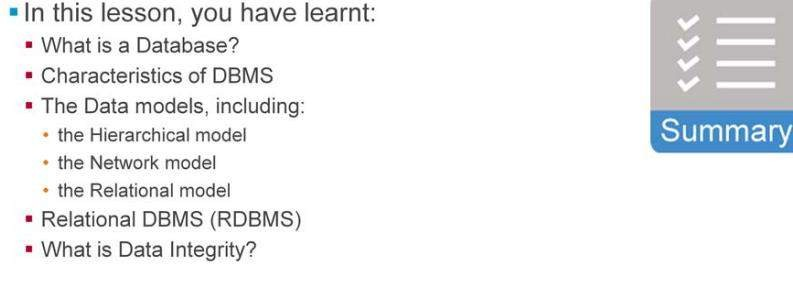 In this lesson, you have learnt:
What is a Database?
Characteristics of DBMS
The Data models, including:
the Hierarchical model
the Network model
the Relational model
Relational DBMS (RDBMS)
What is Data Integrity?
Summary